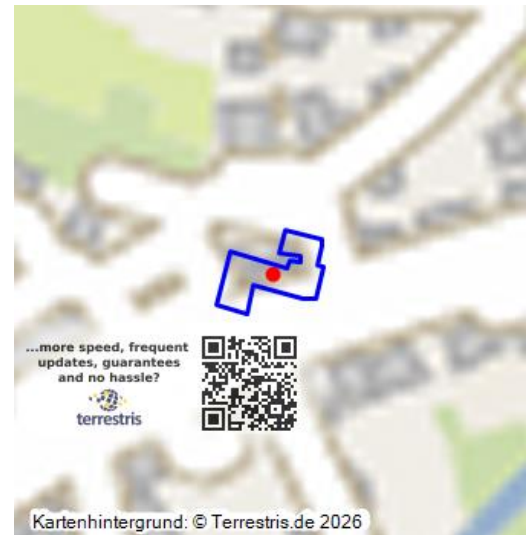 ...more speed, frequent
updates, guarantees
and no hassle?
terrestris
Kartenhintergrund: © Terrestris.de 2026